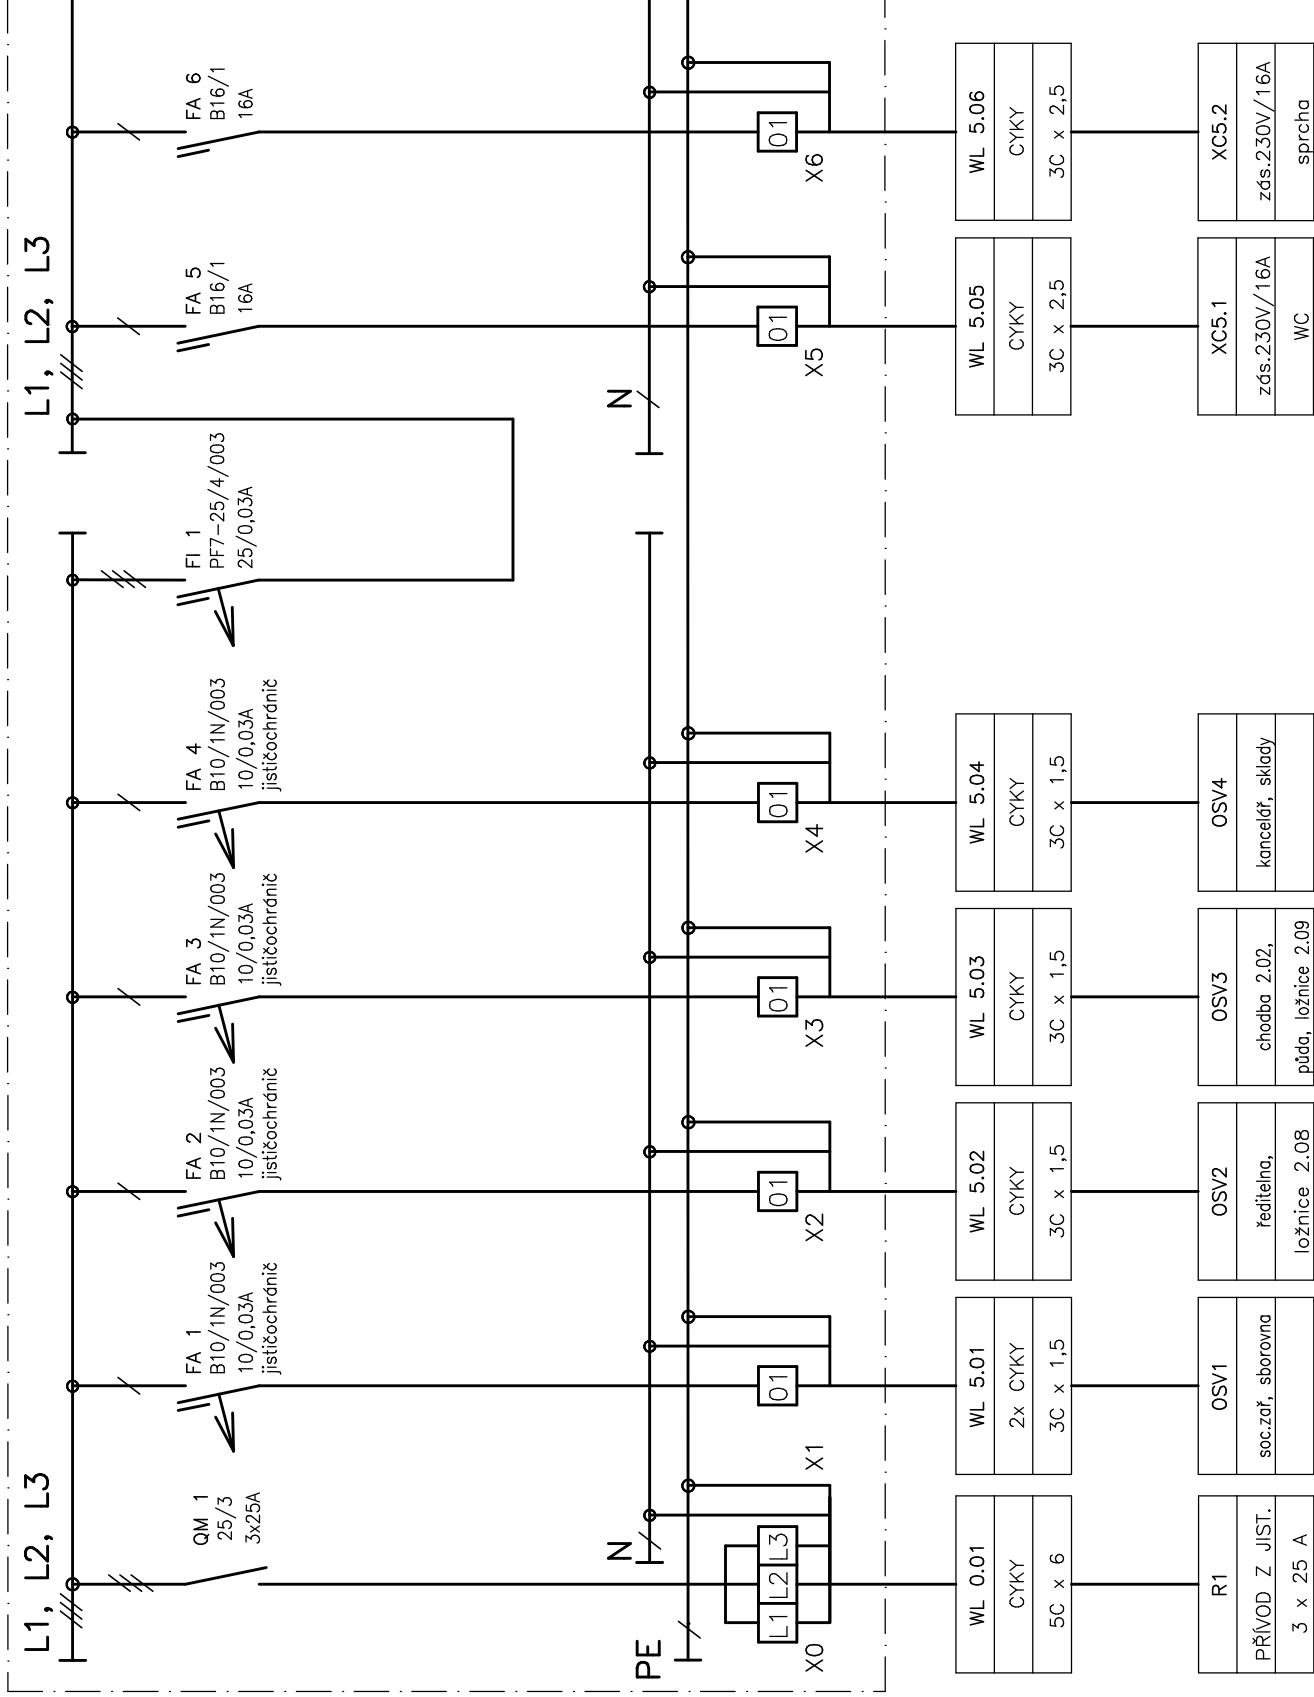 L1, L2, L3
QM 1
25/3
3x25A
FA 1
B10/1N/003
10/0,03A
jističochránič
FA 2
B10/1N/003
10/0,03A
jističochránič
FA 3
B10/1N/003
10/0,03A
jističochránič
FA 4
B10/1N/003
10/0,03A
jističochránič
FI 1
PF7-25/4/003
25/0,03A
L1, L2, L3
FA 5
B16/1
16A
FA 6
B16/1
16A
N
N
PE
L1 L2 L3
X0
01
X1
01
X2
01
X3
01
X4
01
X5
01
X6
WL 0.01
CYKY
5C x 6
WL 5.01
2x CYKY
3C x 1,5
WL 5.02
CYKY
3C x 1,5
WL 5.03
CYKY
3C x 1,5
WL 5.04
CYKY
3C x 1,5
WL 5.05
CYKY
3C x 2,5
WL 5.06
CYKY
3C x 2,5
R1
PŘÍVOD Z JIST.
3 x 25 A
OSV1
soc.zař, sborovna
OSV2
ředitelna,
ložnice 2.08
OSV3
chodba 2.02,
půda, ložnice 2.09
OSV4
kancelář, sklady
XC5.1
zás.230V/16A
WC
XC5.2
zás.230V/16A
sprcha